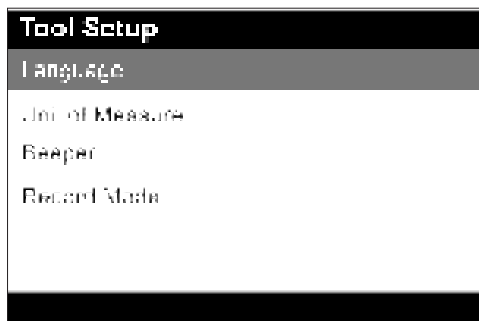 Tool Setup
Language
Unit of Measure
Beeper
Record Mode